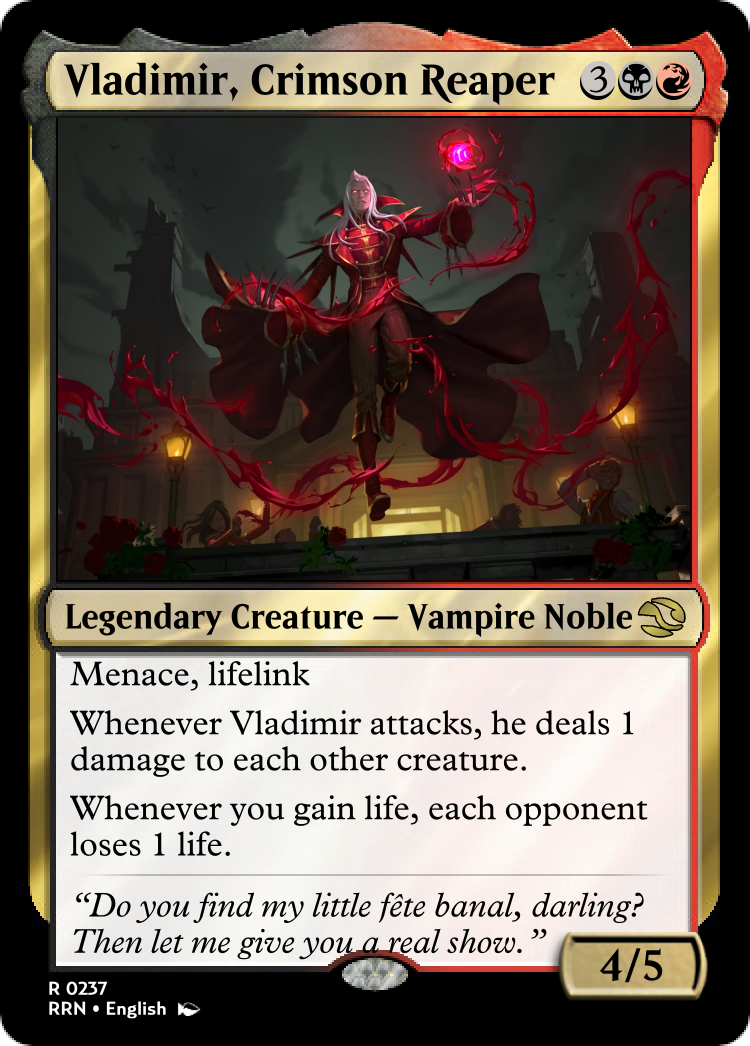 Vladimir, Crimson Reaper 3
Legendary Creature — Vampire Noble
Menace, lifelink
Whenever Vladimir attacks, he deals 1
damage to each other creature.
Whenever you gain life, each opponent
loses 1 life.
“Do you find my little fête banal, darling?
Then let me give you a real show.”
4/5
R 0237
RRN • English